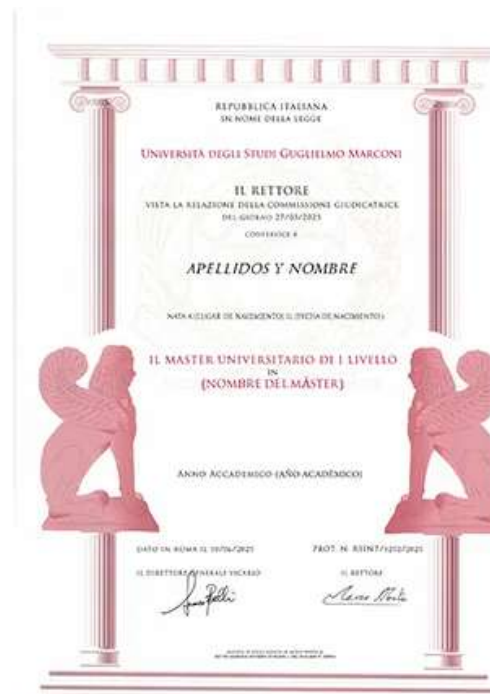 REPUBBLICA ITALIANA
IN NOME DELLA LEGGE
UNIVERSITÀ DEGLI STUDI GUGLIELMO MARCONI
IL RETTORE
VISTA LA RELAZIONE DELLA COMMISSIONE GIUDICATRICE
DEL GIORNO 27/03/2025
CONFERISCE A
APELLIDOS Y NOMBRE
NATA A (LUGAR DE NACIMIENTO) IL (FECHA DE NACIMIENTO)
IL MASTER UNIVERSITARIO DI I LIVELLO
IN
(NOMBRE DEL MÁSTER)
ANNO ACCADEMICO (AÑO ACADÉMICO)
DATO IN ROMA IL
PROT. N.
IL DIRETTORE GENERALE VICARIO
IL RETTORE